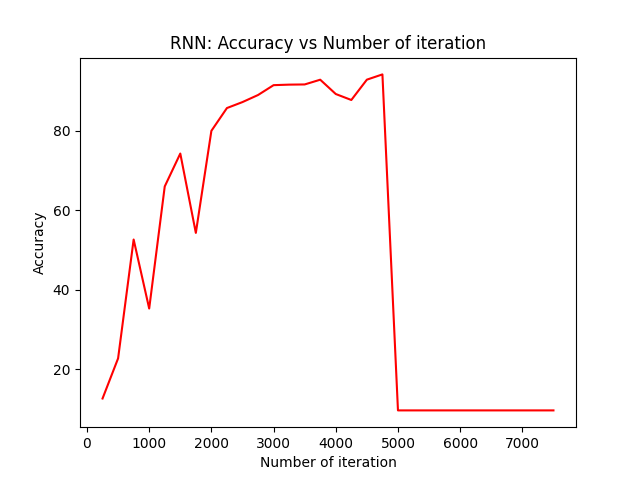 RNN: Accuracy vs Number of iteration
80
60
40
20
Accuracy
0 1000 2000 3000 4000 5000 6000 7000
Number of iteration